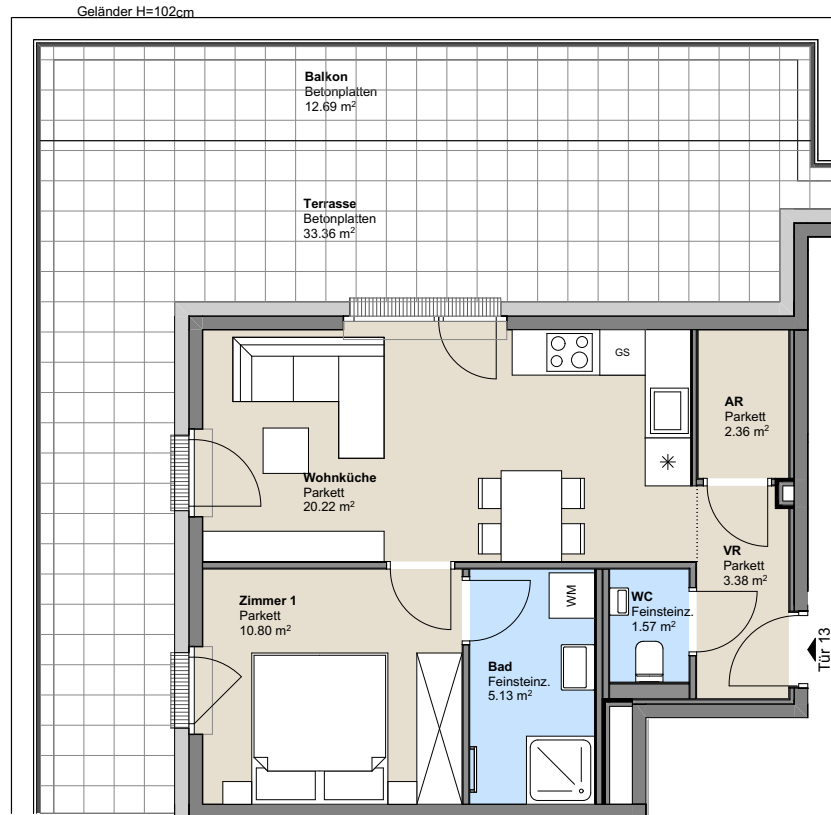 Geländer H=102cm
Balkon
Betonplatten
12.69 m²
Terrasse
Betonplatten
33.36 m²
GS
AR
Parkett
2.36 m²
Wohnküche
Parkett
20.22 m²
VR
Parkett
3.38 m²
Zimmer 1
Parkett
10.80 m²
WM
WC
Feinsteinz.
1.57 m²
Tür 13
Bad
Feinsteinz.
5.13 m²